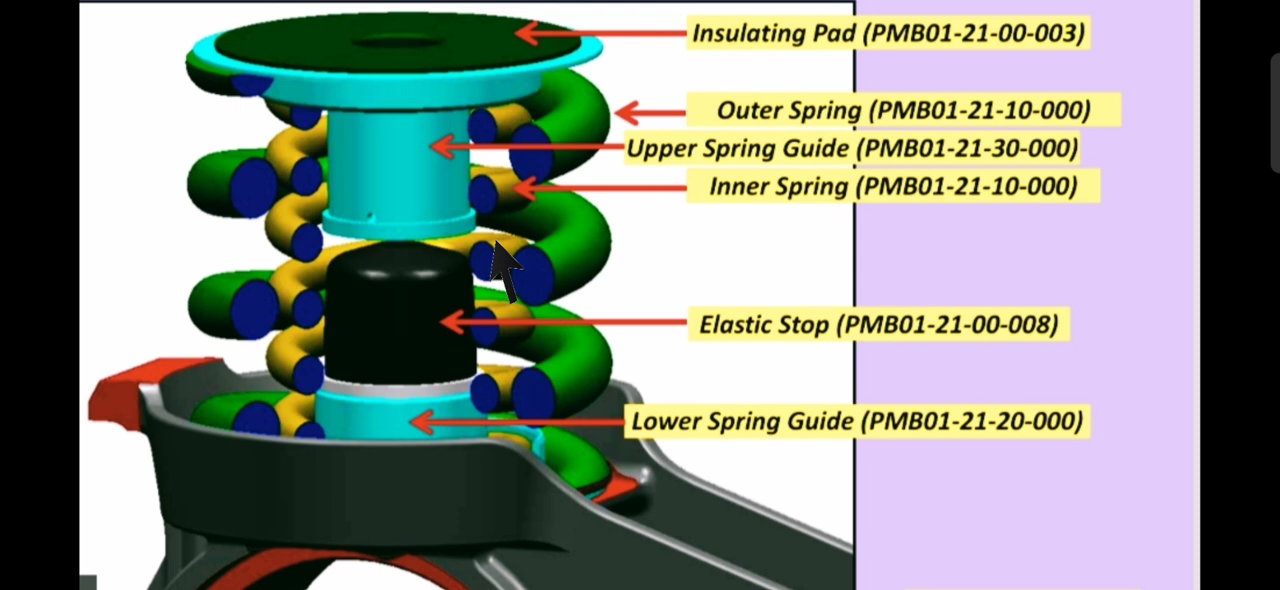 Insulating Pad (PMB01-21-00-003)
Outer Spring (PMB01-21-10-000)
Upper Spring Guide (PMB01-21-30-000)
Inner Spring (PMB01-21-10-000)
Elastic Stop (PMB01-21-00-008)
Lower Spring Guide (PMB01-21-20-000)